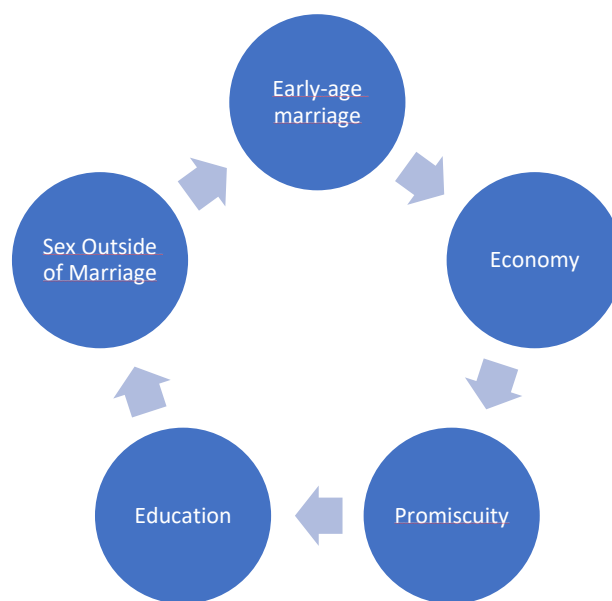 Early-age
marriage
Economy
Promiscuity
Education
Sex Outside
of Marriage